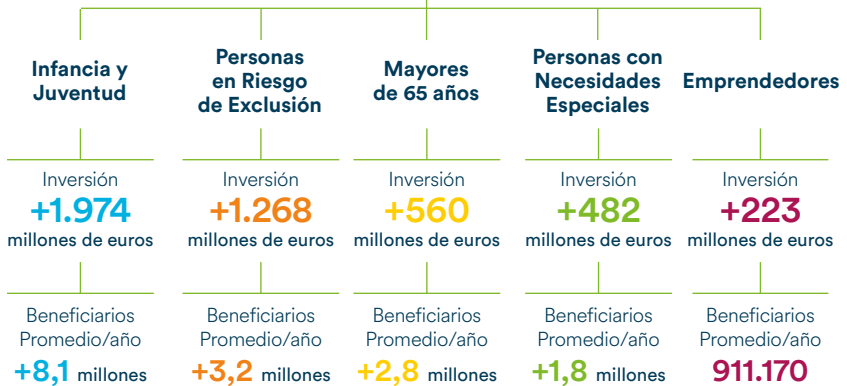 Infancia y
Juventud
Inversión
+1.974
millones de euros
Beneficiarios
Promedio/año
+8,1 millones
Personas
en Riesgo
de Exclusión
Inversión
+1.268
millones de euros
Beneficiarios
Promedio/año
+3,2 millones
Mayores
de 65 años
Inversión
+560
millones de euros
Beneficiarios
Promedio/año
+2,8 millones
Personas con
Necesidades
Especiales
Inversión
+482
millones de euros
Beneficiarios
Promedio/año
+1,8 millones
Emprendedores
Inversión
+223
millones de euros
Beneficiarios
Promedio/año
911.170